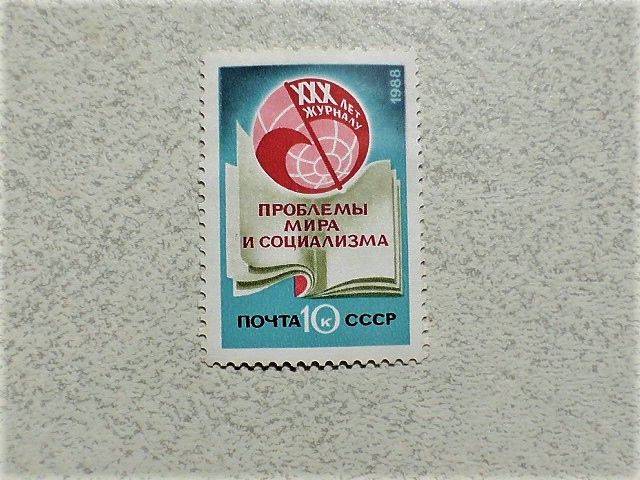 XXX ЛЕТ
ЖУРНАЛУ
1988
ПРОБЛЕМЫ
МИРА
И СОЦИАЛИЗМА
ПОЧТА 10 К СССР